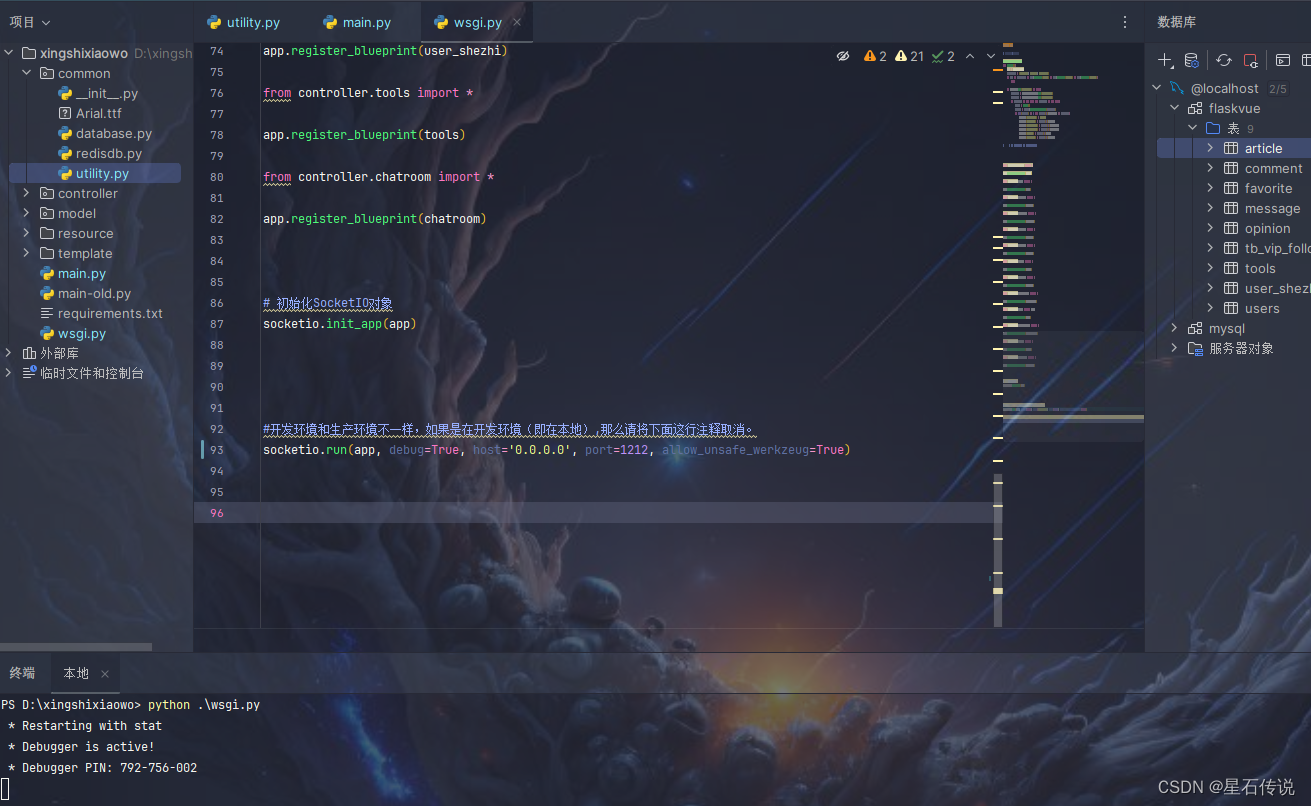 项目
utility.py
main.py
wsgi.py
数据库
xingshixiaowo D:\xingsh
common
__init__.py
Arial.ttf
database.py
redisdb.py
utility.py
controller
model
resource
template
main.py
main-old.py
requirements.txt
wsgi.py
外部库
临时文件和控制台
2 21 2
74 app.register_blueprint(user_shezhi)
75
76 from controller.tools import *
77
78 app.register_blueprint(tools)
79
80 from controller.chatroom import *
81
82 app.register_blueprint(chatroom)
83
84
85
86 # 初始化SocketIO对象
87 socketio.init_app(app)
88
89
90
91
92 #开发环境和生产环境不一样，如果是在开发环境（即在本地）,那么请将下面这行注释取消。
93 socketio.run(app, debug=True, host='0.0.0.0', port=1212, allow_unsafe_werkzeug=True)
94
95
96
@localhost 2/5
flaskvue
表 9
article
comment
favorite
message
opinion
tb_vip_follo
tools
user_shezh
users
mysql
服务器对象
终端 本地
PS D:\xingshixiaowo> python .\wsgi.py
* Restarting with stat
* Debugger is active!
* Debugger PIN: 792-756-002
CSDN @星石传说